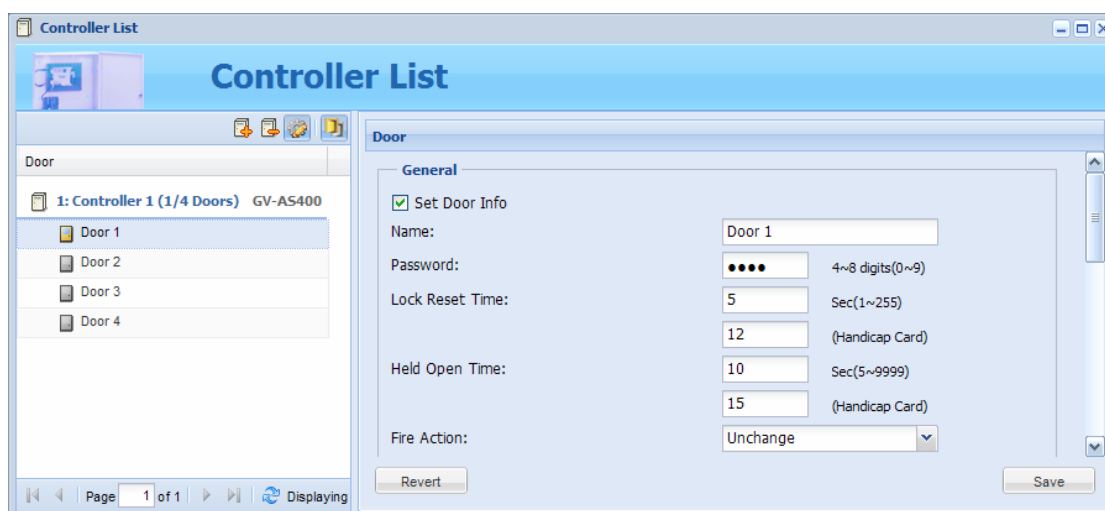 Controller List
Controller List
Door
1: Controller 1 (1/4 Doors) GV-AS400
Door 1
Door 2
Door 3
Door 4
Page 1 of 1 Displaying
Door
General
Set Door Info
Name: Door 1
Password: •••• 4~8 digits(0~9)
Lock Reset Time: 5 Sec(1~255)
12 (Handicap Card)
Held Open Time: 10 Sec(5~9999)
15 (Handicap Card)
Fire Action: Unchange
Revert Save